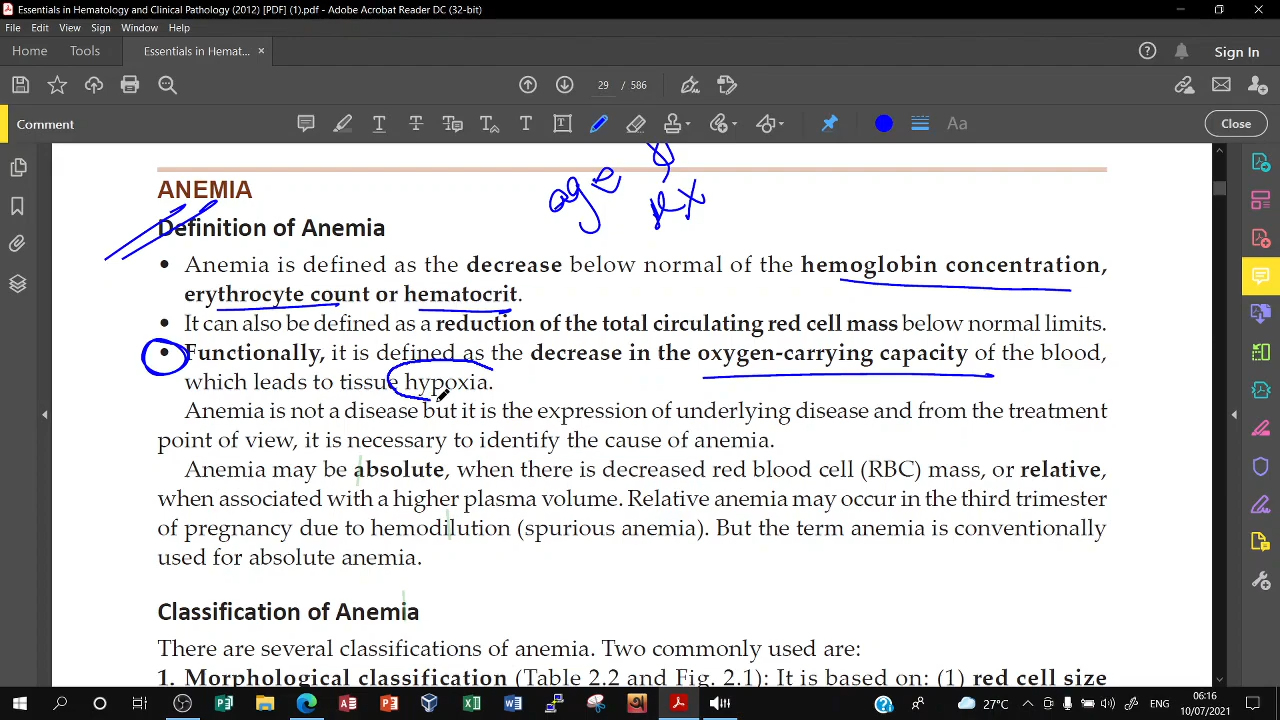 Essentials in Hematology and Clinical Pathology (2012) [PDF] (1).pdf - Adobe Acrobat Reader DC (32-bit)
File Edit View Sign Window Help
Home Tools Essentials in Hemat... × Sign In
29 / 586
Comment Aa Close
age sex
ANEMIA
Definition of Anemia
• Anemia is defined as the decrease below normal of the hemoglobin concentration,
erythrocyte count or hematocrit.
• It can also be defined as a reduction of the total circulating red cell mass below normal limits.
• Functionally, it is defined as the decrease in the oxygen-carrying capacity of the blood,
which leads to tissue hypoxia.
Anemia is not a disease but it is the expression of underlying disease and from the treatment
point of view, it is necessary to identify the cause of anemia.
Anemia may be absolute, when there is decreased red blood cell (RBC) mass, or relative,
when associated with a higher plasma volume. Relative anemia may occur in the third trimester
of pregnancy due to hemodilution (spurious anemia). But the term anemia is conventionally
used for absolute anemia.
Classification of Anemia
There are several classifications of anemia. Two commonly used are:
1. Morphological classification (Table 2.2 and Fig. 2.1): It is based on: (1) red cell size
27°C ENG 06:16
10/07/2021